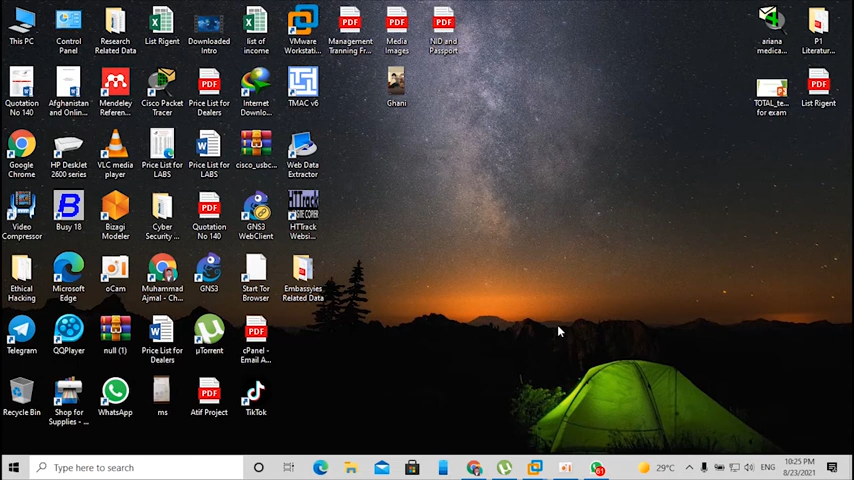 This PC
Control
Panel
Research
Related Data
List Rigent
Downloaded
Intro
list of
income
VMware
Workstati...
Management
Tranning Fr...
Media
Images
NID and
Passport
ariana
medica...
P1
Literatur...
Quotation
No 140
Afghanistan
and Onlin...
Mendeley
Referen...
Cisco Packet
Tracer
PDF
Price List for
Dealers
Internet
Downlo...
TMAC v6
Ghani
TOTAL_te...
for exam
PDF
List Rigent
Google
Chrome
HP DeskJet
2600 series
VLC media
player
Price List for
LABS
Price List for
LABS
cisco_usbc...
Web Data
Extractor
Video
Compressor
Busy 18
Bizagi
Modeler
Cyber
Security ...
PDF
Quotation
No 140
GNS3
WebClient
HTTrack
Websi...
Ethical
Hacking
Microsoft
Edge
oCam
Muhammad
Ajmal - Ch...
GNS3
Start Tor
Browser
Embassyies
Related Data
Telegram
QQPlayer
null (1)
Price List for
Dealers
µTorrent
PDF
cPanel -
Email A...
Recycle Bin
Shop for
Supplies - ...
WhatsApp
ms
PDF
Atif Project
TikTok
Type here to search
61
29°C
ENG
10:25 PM
8/23/2021